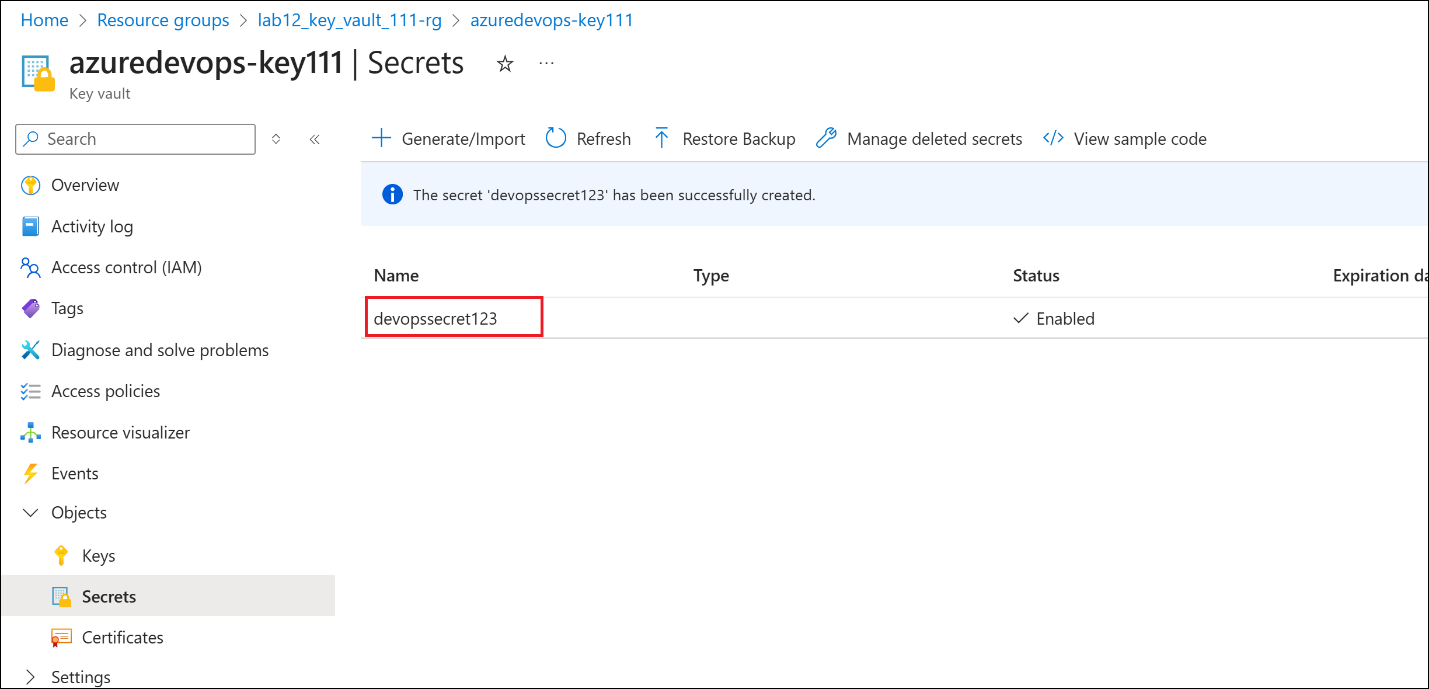 Home > Resource groups > lab12_key_vault_111-rg > azuredevops-key111
azuredevops-key111 | Secrets ☆ ...
Key vault
Search
Generate/Import Refresh Restore Backup Manage deleted secrets View sample code
Overview
Activity log
Access control (IAM)
Tags
Diagnose and solve problems
Access policies
Resource visualizer
Events
Objects
Keys
Secrets
Certificates
Settings
The secret 'devopssecret123' has been successfully created.
Name Type Status Expiration da
devopssecret123 Enabled